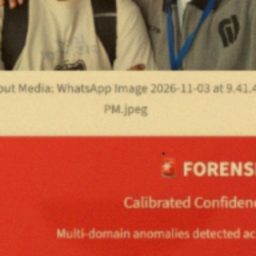 out Media: WhatsApp Image 2026-11-03 at 9.41.4
PM.jpeg
FORENS
Calibrated Confiden
Multi-domain anomalies detected ac